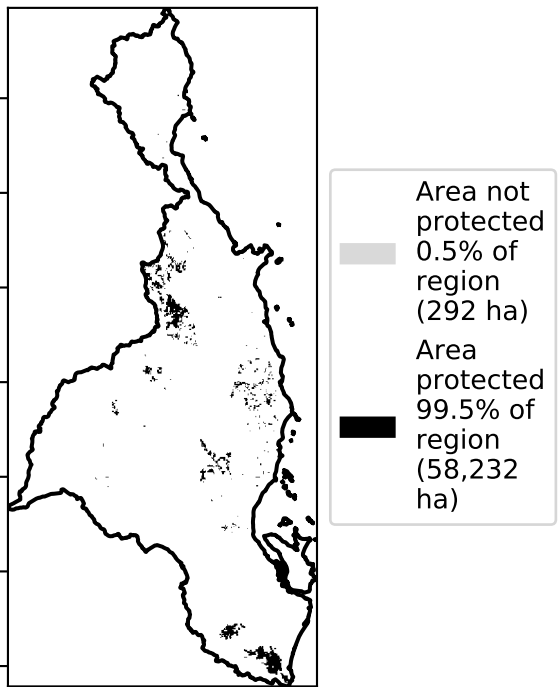 Area not
protected
0.5% of
region
(292 ha)
Area
protected
99.5% of
region
(58,232
ha)